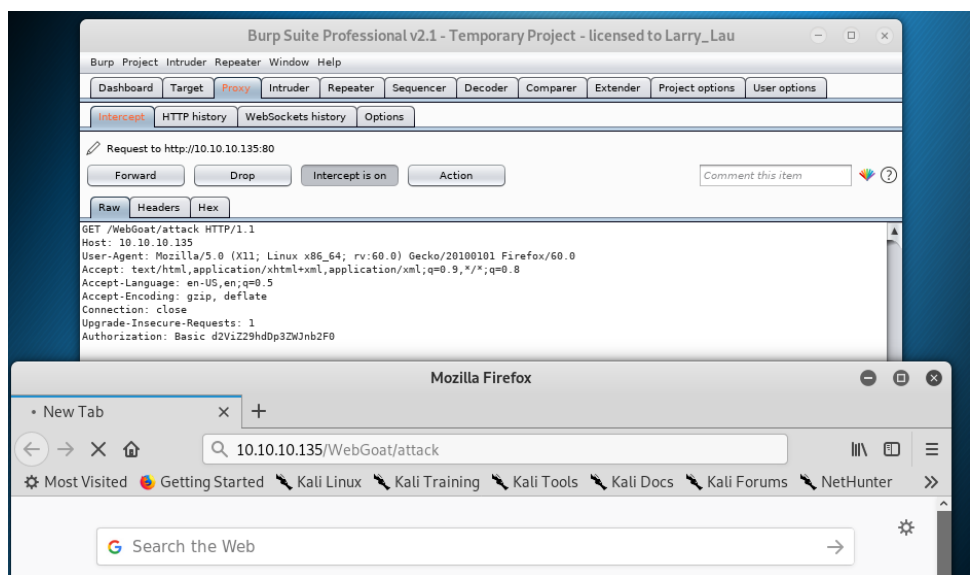 Burp Suite Professional v2.1 - Temporary Project - licensed to Larry_Lau
Burp Project Intruder Repeater Window Help
Dashboard Target Proxy Intruder Repeater Sequencer Decoder Comparer Extender Project options User options
Intercept HTTP history WebSockets history Options
Request to http://10.10.10.135:80
Forward Drop Intercept is on Action Comment this item ?
Raw Headers Hex
GET /WebGoat/attack HTTP/1.1
Host: 10.10.10.135
User-Agent: Mozilla/5.0 (X11; Linux x86_64; rv:60.0) Gecko/20100101 Firefox/60.0
Accept: text/html,application/xhtml+xml,application/xml;q=0.9,*/*;q=0.8
Accept-Language: en-US,en;q=0.5
Accept-Encoding: gzip, deflate
Connection: close
Upgrade-Insecure-Requests: 1
Authorization: Basic d2ViZ29hdDp3ZWJnb2F0
Mozilla Firefox
• New Tab
10.10.10.135/WebGoat/attack
Most Visited Getting Started Kali Linux Kali Training Kali Tools Kali Docs Kali Forums NetHunter
G Search the Web